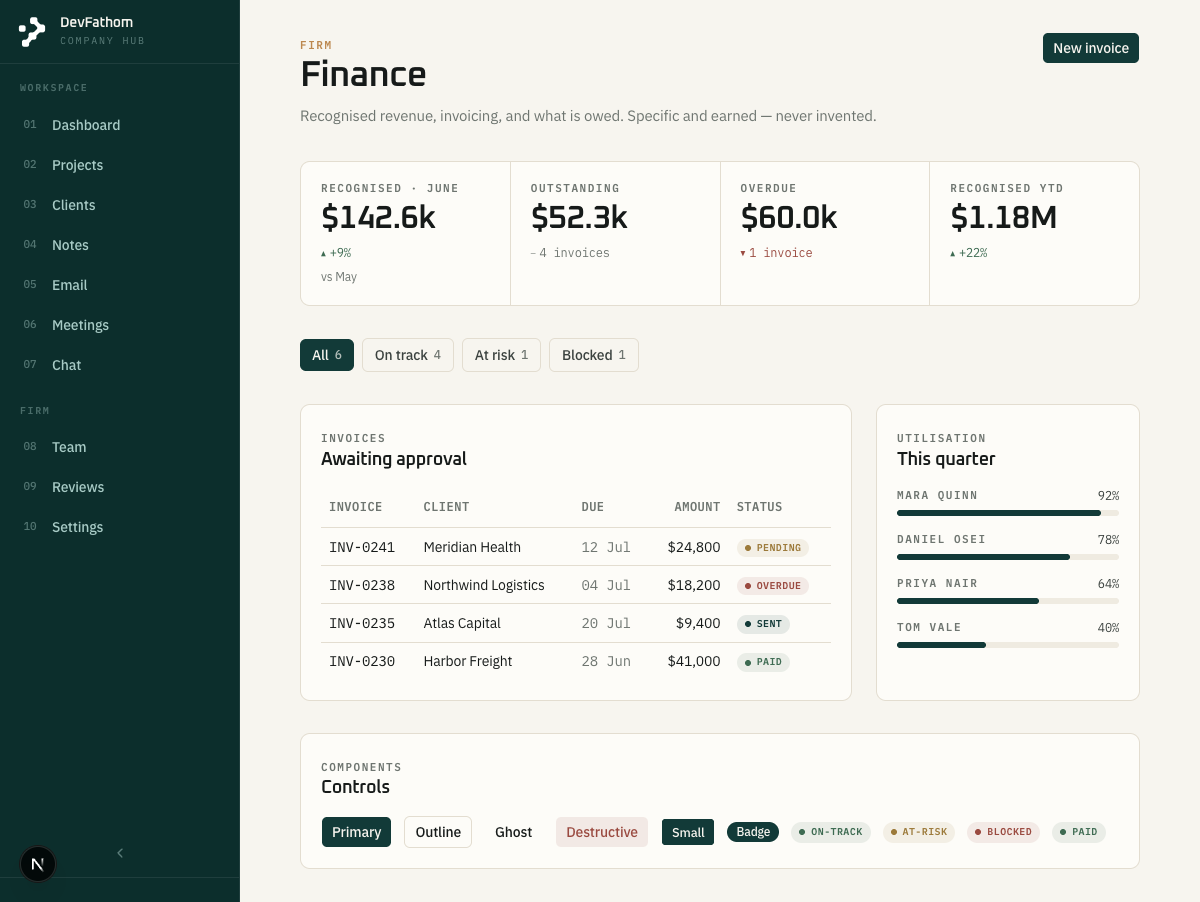 DevFathom
COMPANY HUB
WORKSPACE
01 Dashboard
02 Projects
03 Clients
04 Notes
05 Email
06 Meetings
07 Chat
FIRM
08 Team
09 Reviews
10 Settings
N
FIRM
Finance
New invoice
Recognised revenue, invoicing, and what is owed. Specific and earned — never invented.
RECOGNISED · JUNE
$142.6k
▴ +9%
vs May
OUTSTANDING
$52.3k
– 4 invoices
OVERDUE
$60.0k
▾ 1 invoice
RECOGNISED YTD
$1.18M
▴ +22%
All 6 On track 4 At risk 1 Blocked 1
INVOICES
Awaiting approval
INVOICE CLIENT DUE AMOUNT STATUS
INV-0241 Meridian Health 12 Jul $24,800 PENDING
INV-0238 Northwind Logistics 04 Jul $18,200 OVERDUE
INV-0235 Atlas Capital 20 Jul $9,400 SENT
INV-0230 Harbor Freight 28 Jun $41,000 PAID
UTILISATION
This quarter
MARA QUINN 92%
DANIEL OSEI 78%
PRIYA NAIR 64%
TOM VALE 40%
COMPONENTS
Controls
Primary Outline Ghost Destructive Small Badge ON-TRACK AT-RISK BLOCKED PAID